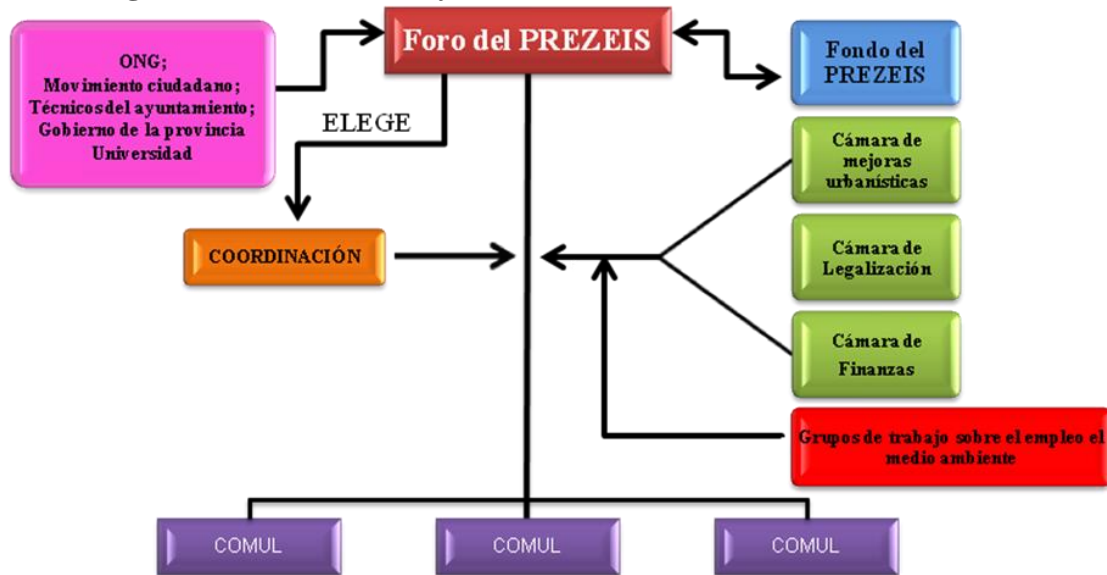 Foro del PREZEIS
ONG;
Movimiento ciudadano;
Técnicos del ayuntamiento;
Gobierno de la provincia
Universidad
Fondo del
PREZEIS
ELEGE
Cámara de
mejoras
urbanísticas
COORDINACIÓN
Cámara de
Legalización
Cámara de
Finanzas
Grupos de trabajo sobre el empleo el
medio ambiente
COMUL
COMUL
COMUL